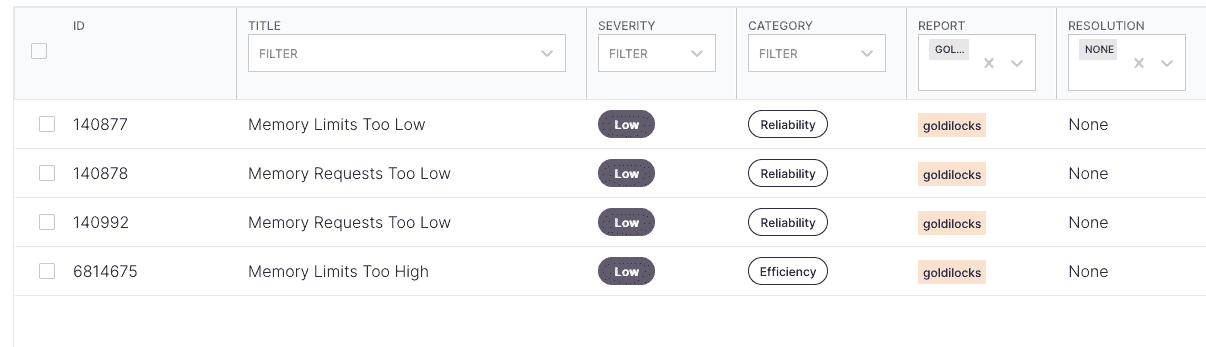 ID TITLE SEVERITY CATEGORY REPORT RESOLUTION
FILTER FILTER FILTER GOL... NONE
140877 Memory Limits Too Low Low Reliability goldilocks None
140878 Memory Requests Too Low Low Reliability goldilocks None
140992 Memory Requests Too Low Low Reliability goldilocks None
6814675 Memory Limits Too High Low Efficiency goldilocks None